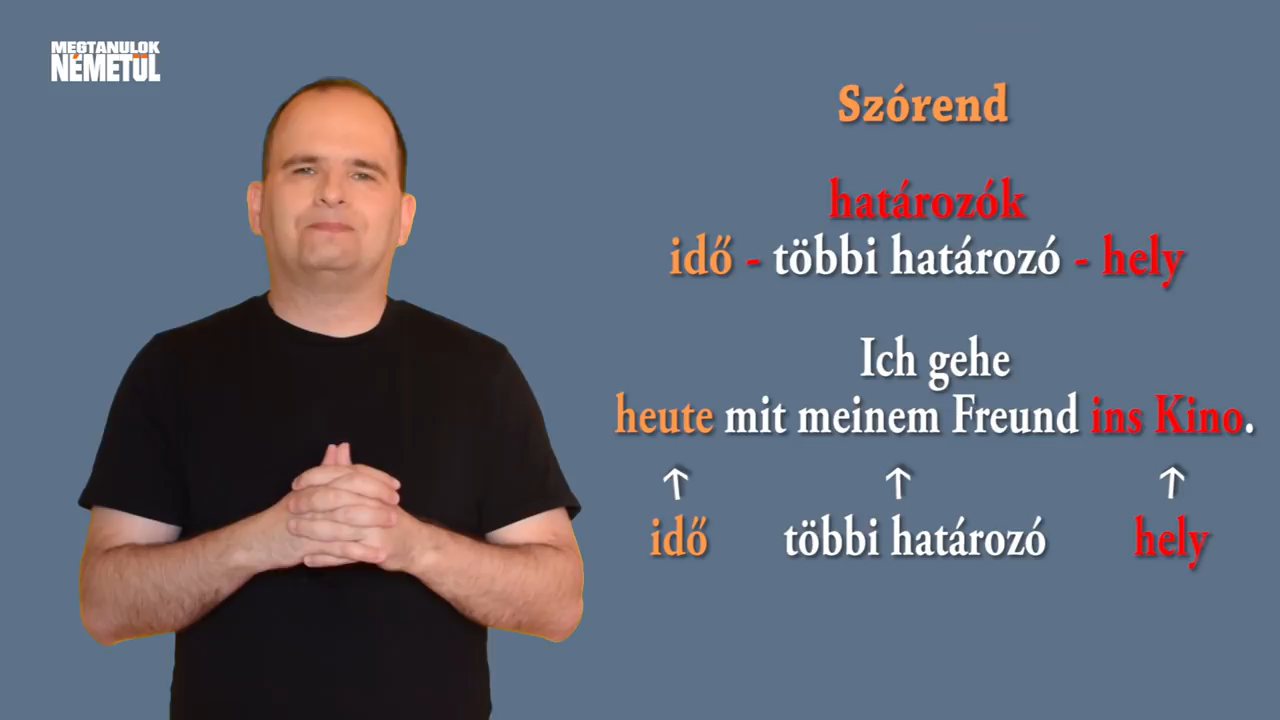 MEGTANULOK
NÉMETÜL
Szórend
határozók
idő - többi határozó - hely
Ich gehe
heute mit meinem Freund ins Kino.
↑ ↑ ↑
idő többi határozó hely